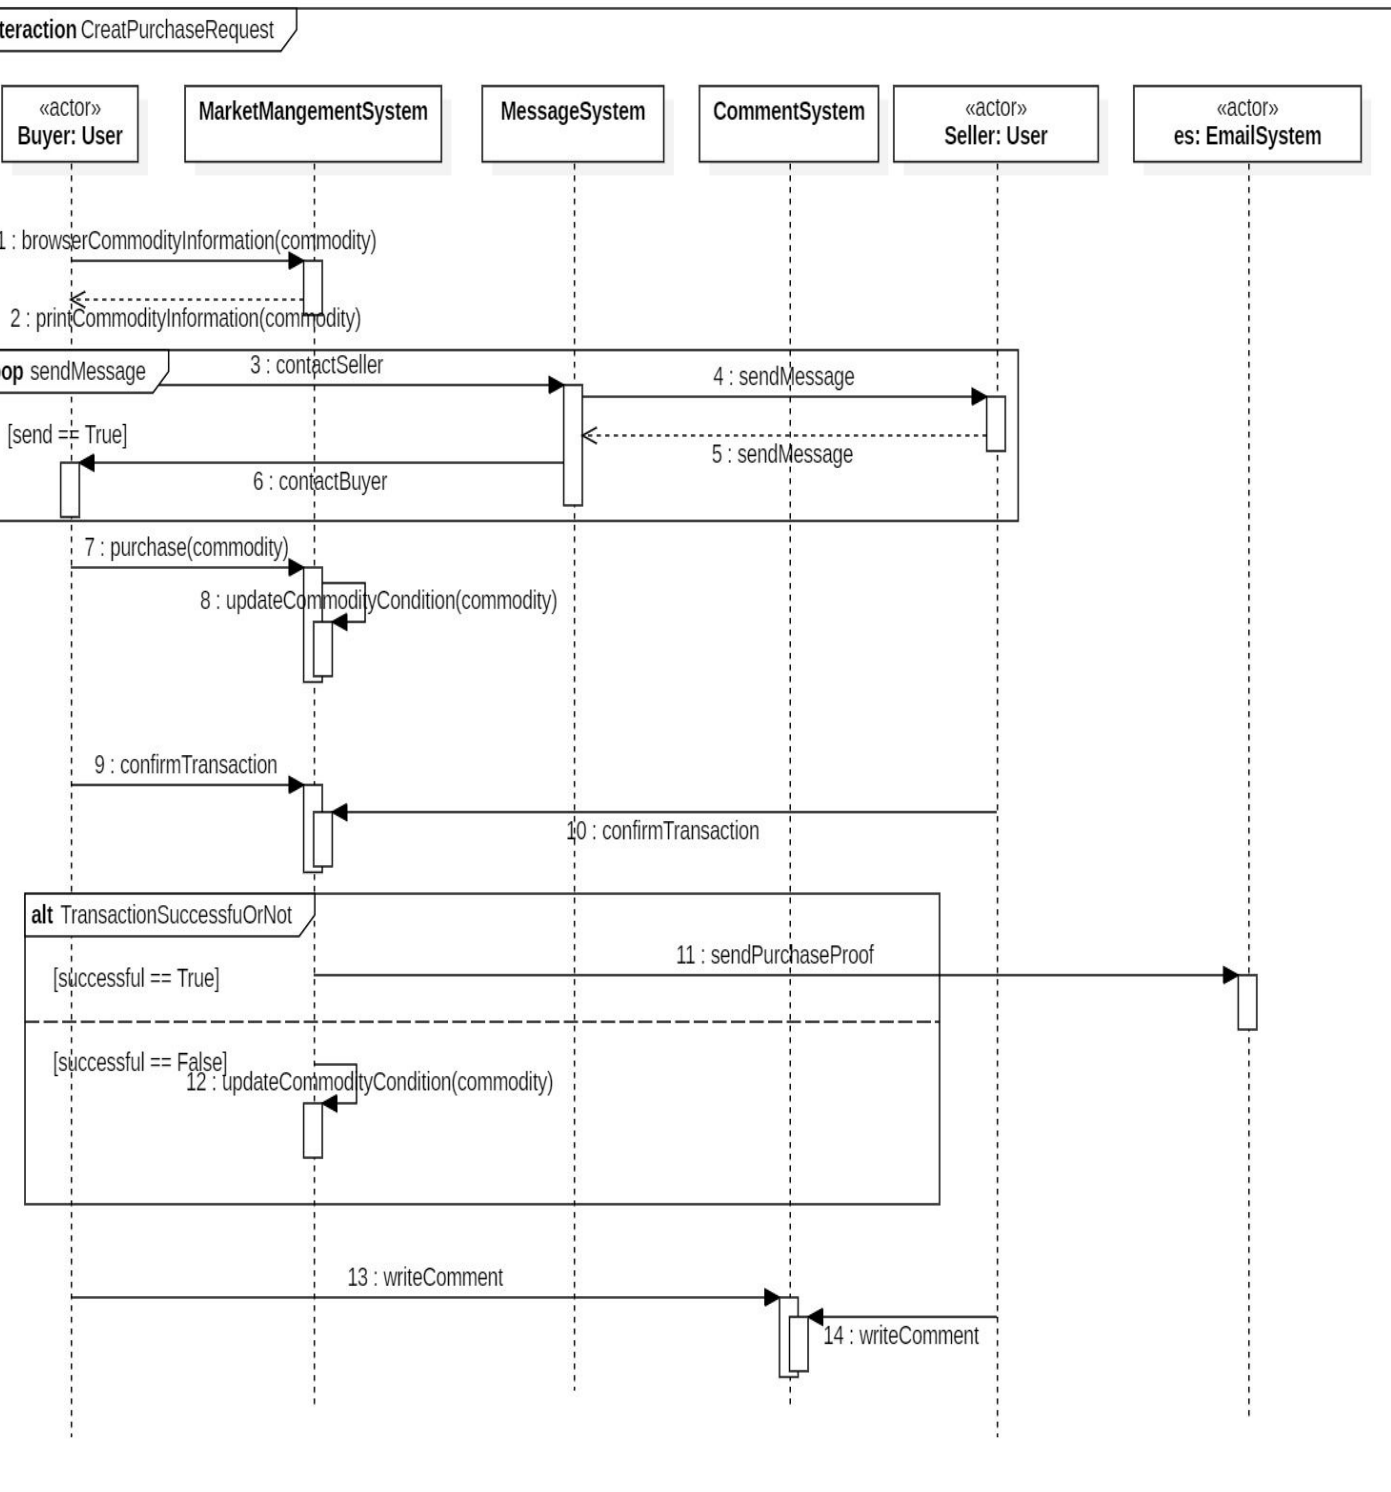 teraction CreatPurchaseRequest
«actor»
Buyer: User
MarketMangementSystem
MessageSystem
CommentSystem
«actor»
Seller: User
«actor»
es: EmailSystem
1 : browserCommodityInformation(commodity)
2 : printCommodityInformation(commodity)
op sendMessage
3 : contactSeller
4 : sendMessage
[send == True]
5 : sendMessage
6 : contactBuyer
7 : purchase(commodity)
8 : updateCommodityCondition(commodity)
9 : confirmTransaction
10 : confirmTransaction
alt TransactionSuccessfuOrNot
11 : sendPurchaseProof
[successful == True]
[successful == False]
12 : updateCommodityCondition(commodity)
13 : writeComment
14 : writeComment